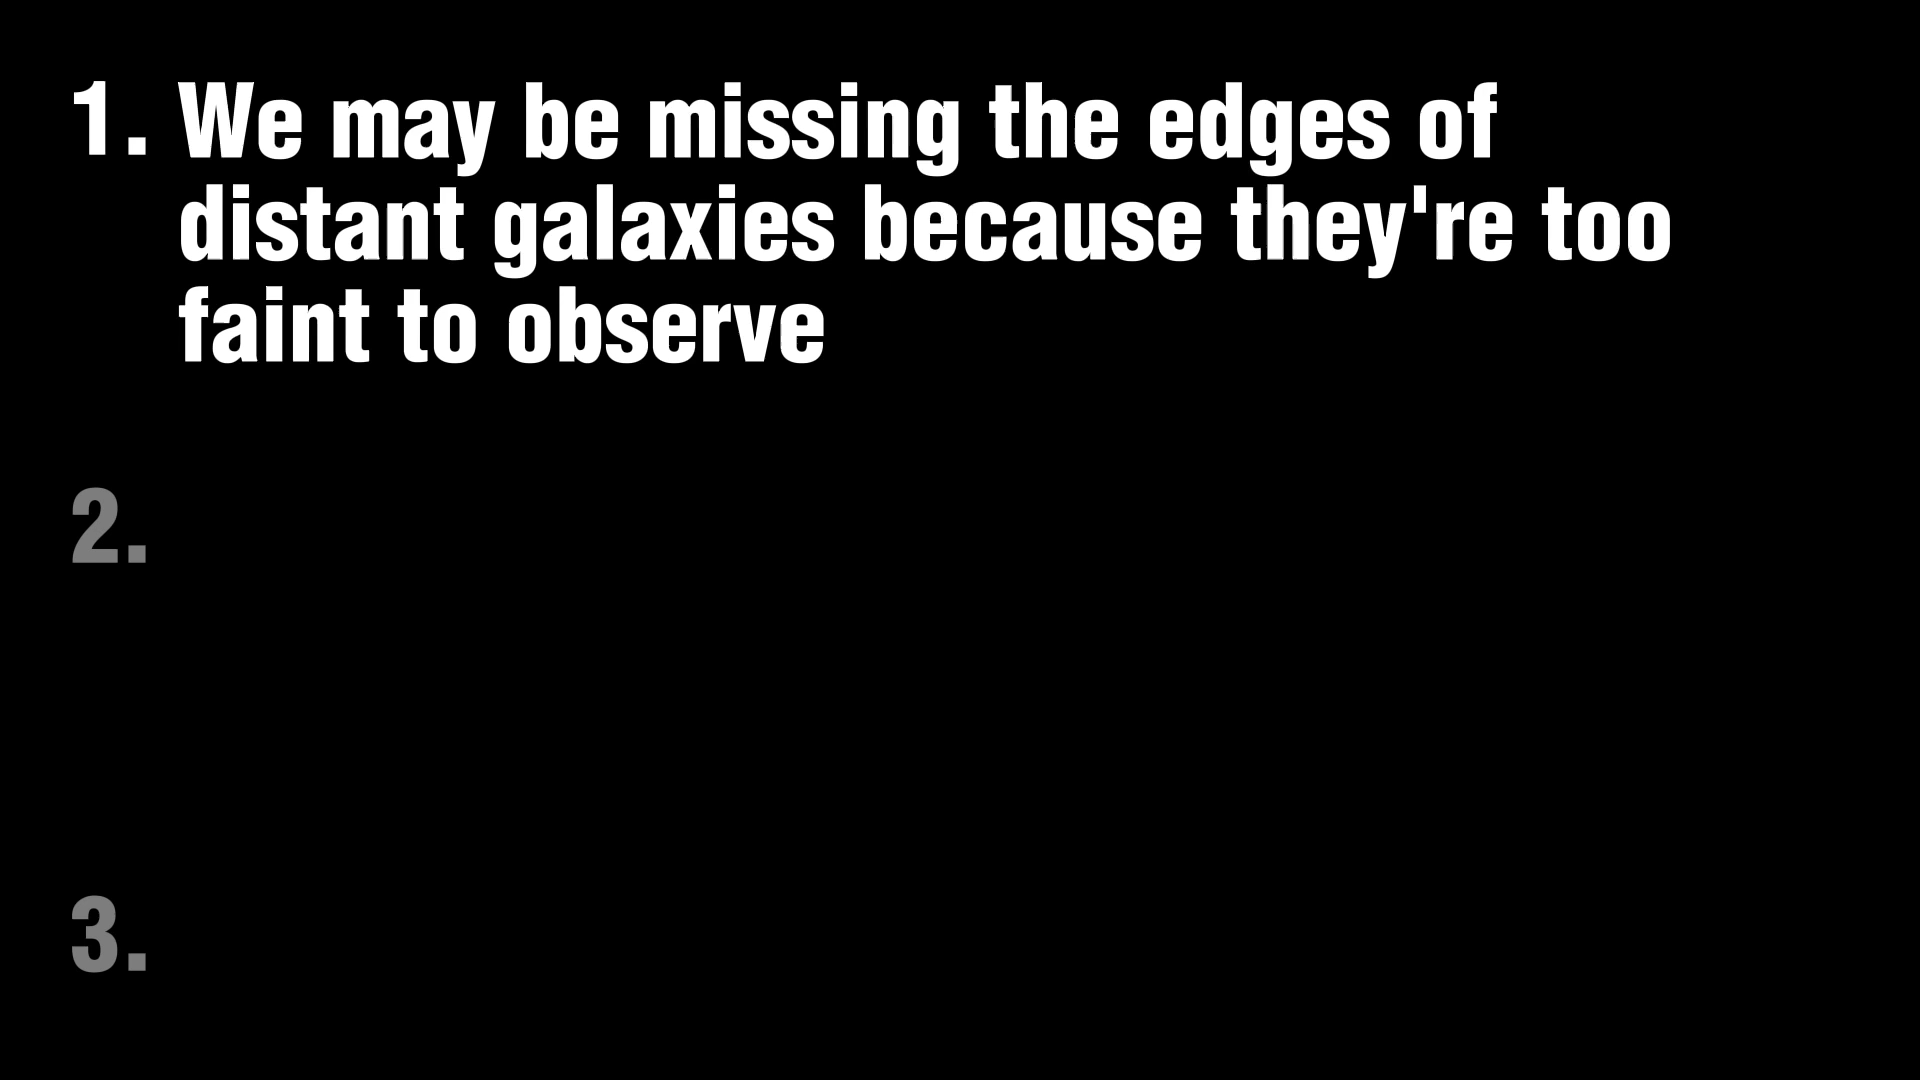 1. We may be missing the edges of
distant galaxies because they're too
faint to observe
2.
3.